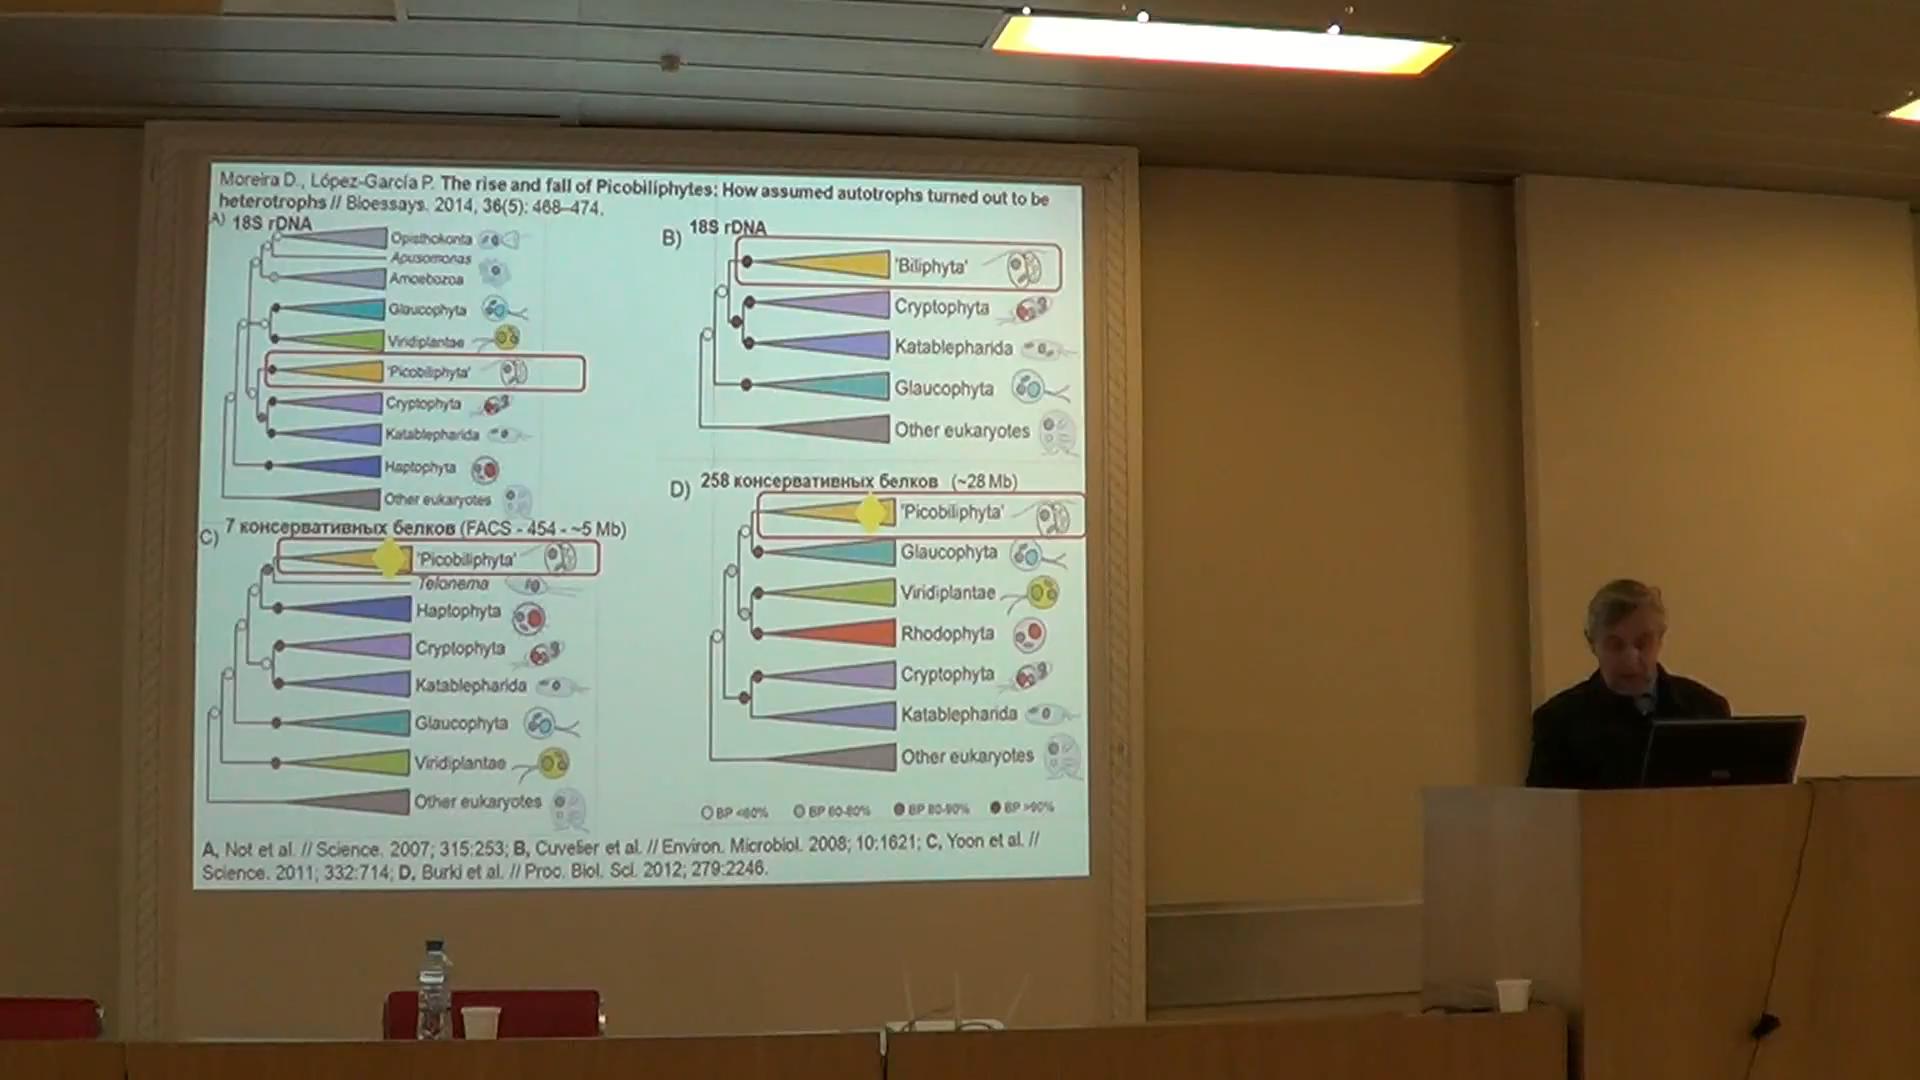 Moreira D., López-García P. The rise and fall of Picobiliphytes: How assumed autotrophs turned out to be
heterotrophs // Bioessays. 2014, 36(5): 468–474.
A) 18S rDNA
Opisthokonta
Apusomonas
Amoebozoa
Glaucophyta
Viridiplantae
'Picobiliphyta'
Cryptophyta
Katablepharida
Haptophyta
Other eukaryotes
B) 18S rDNA
'Biliphyta'
Cryptophyta
Katablepharida
Glaucophyta
Other eukaryotes
C) 7 консервативных белков (FACS - 454 - ~5 Mb)
'Picobiliphyta'
Telonema
Haptophyta
Cryptophyta
Katablepharida
Glaucophyta
Viridiplantae
Other eukaryotes
D) 258 консервативных белков (~28 Mb)
'Picobiliphyta'
Glaucophyta
Viridiplantae
Rhodophyta
Cryptophyta
Katablepharida
Other eukaryotes
BP <60% BP 60-80% BP 80-90% BP >90%
A, Not et al. // Science. 2007; 315:253; B, Cuvelier et al. // Environ. Microbiol. 2008; 10:1621; C, Yoon et al. //
Science. 2011; 332:714; D, Burki et al. // Proc. Biol. Sci. 2012; 279:2246.